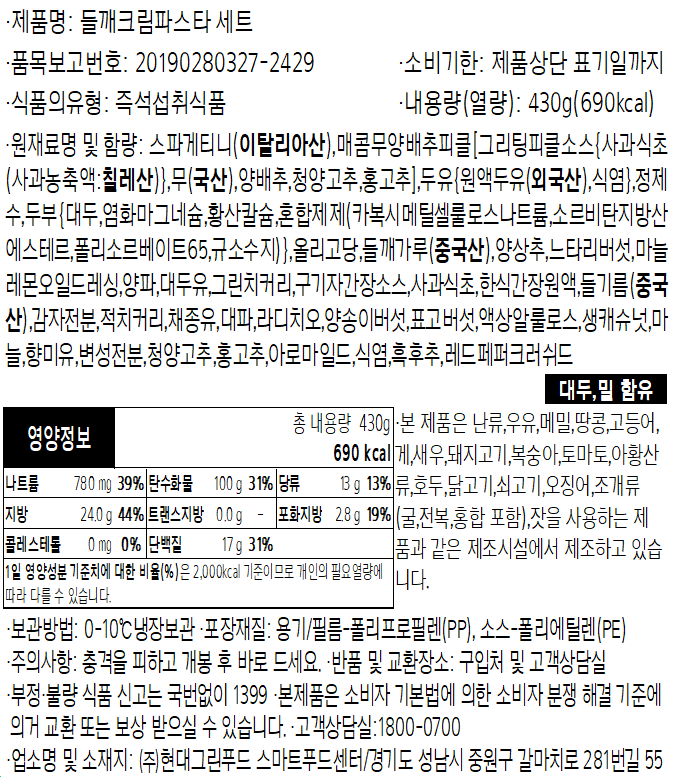 ·제품명: 들깨크림파스타 세트
·품목보고번호: 20190280327-2429 ·소비기한: 제품상단 표기일까지
·식품의유형: 즉석섭취식품 ·내용량(열량): 430g(690kcal)
·원재료명 및 함량: 스파게티니(이탈리아산),매콤무양배추피클[그리팅피클소스{사과식초
(사과농축액:칠레산)},무(국산),양배추,청양고추,홍고추],두유{원액두유(외국산),식염},정제
수,두부{대두,염화마그네슘,황산칼슘,혼합제제(카복시메틸셀룰로스나트륨,소르비탄지방산
에스테르,폴리소르베이트65,규소수지)},올리고당,들깨가루(중국산),양상추,느타리버섯,마늘
레몬오일드레싱,양파,대두유,그린치커리,구기자간장소스,사과식초,한식간장원액,들기름(중국
산),감자전분,적치커리,채종유,대파,라디치오,양송이버섯,표고버섯,액상알룰로스,생캐슈넛,마
늘,향미유,변성전분,청양고추,홍고추,아로마일드,식염,흑후추,레드페퍼크러쉬드
대두,밀 함유
영양정보 총 내용량 430g
690 kcal
나트륨 780 mg 39% 탄수화물 100 g 31% 당류 13 g 13%
지방 24.0 g 44% 트랜스지방 0.0 g - 포화지방 2.8 g 19%
콜레스테롤 0 mg 0% 단백질 17 g 31%
1일 영양성분 기준치에 대한 비율(%)은 2,000kcal 기준이므로 개인의 필요열량에
따라 다를 수 있습니다.
·본 제품은 난류,우유,메밀,땅콩,고등어,
게,새우,돼지고기,복숭아,토마토,아황산
류,호두,닭고기,쇠고기,오징어,조개류
(굴,전복,홍합 포함),잣을 사용하는 제
품과 같은 제조시설에서 제조하고 있습
니다.
·보관방법: 0-10℃냉장보관 ·포장재질: 용기/필름-폴리프로필렌(PP), 소스-폴리에틸렌(PE)
·주의사항: 충격을 피하고 개봉 후 바로 드세요. ·반품 및 교환장소: 구입처 및 고객상담실
·부정·불량 식품 신고는 국번없이 1399 ·본제품은 소비자 기본법에 의한 소비자 분쟁 해결 기준에
의거 교환 또는 보상 받으실 수 있습니다. ·고객상담실:1800-0700
·업소명 및 소재지: (주)현대그린푸드 스마트푸드센터/경기도 성남시 중원구 갈마치로 281번길 55